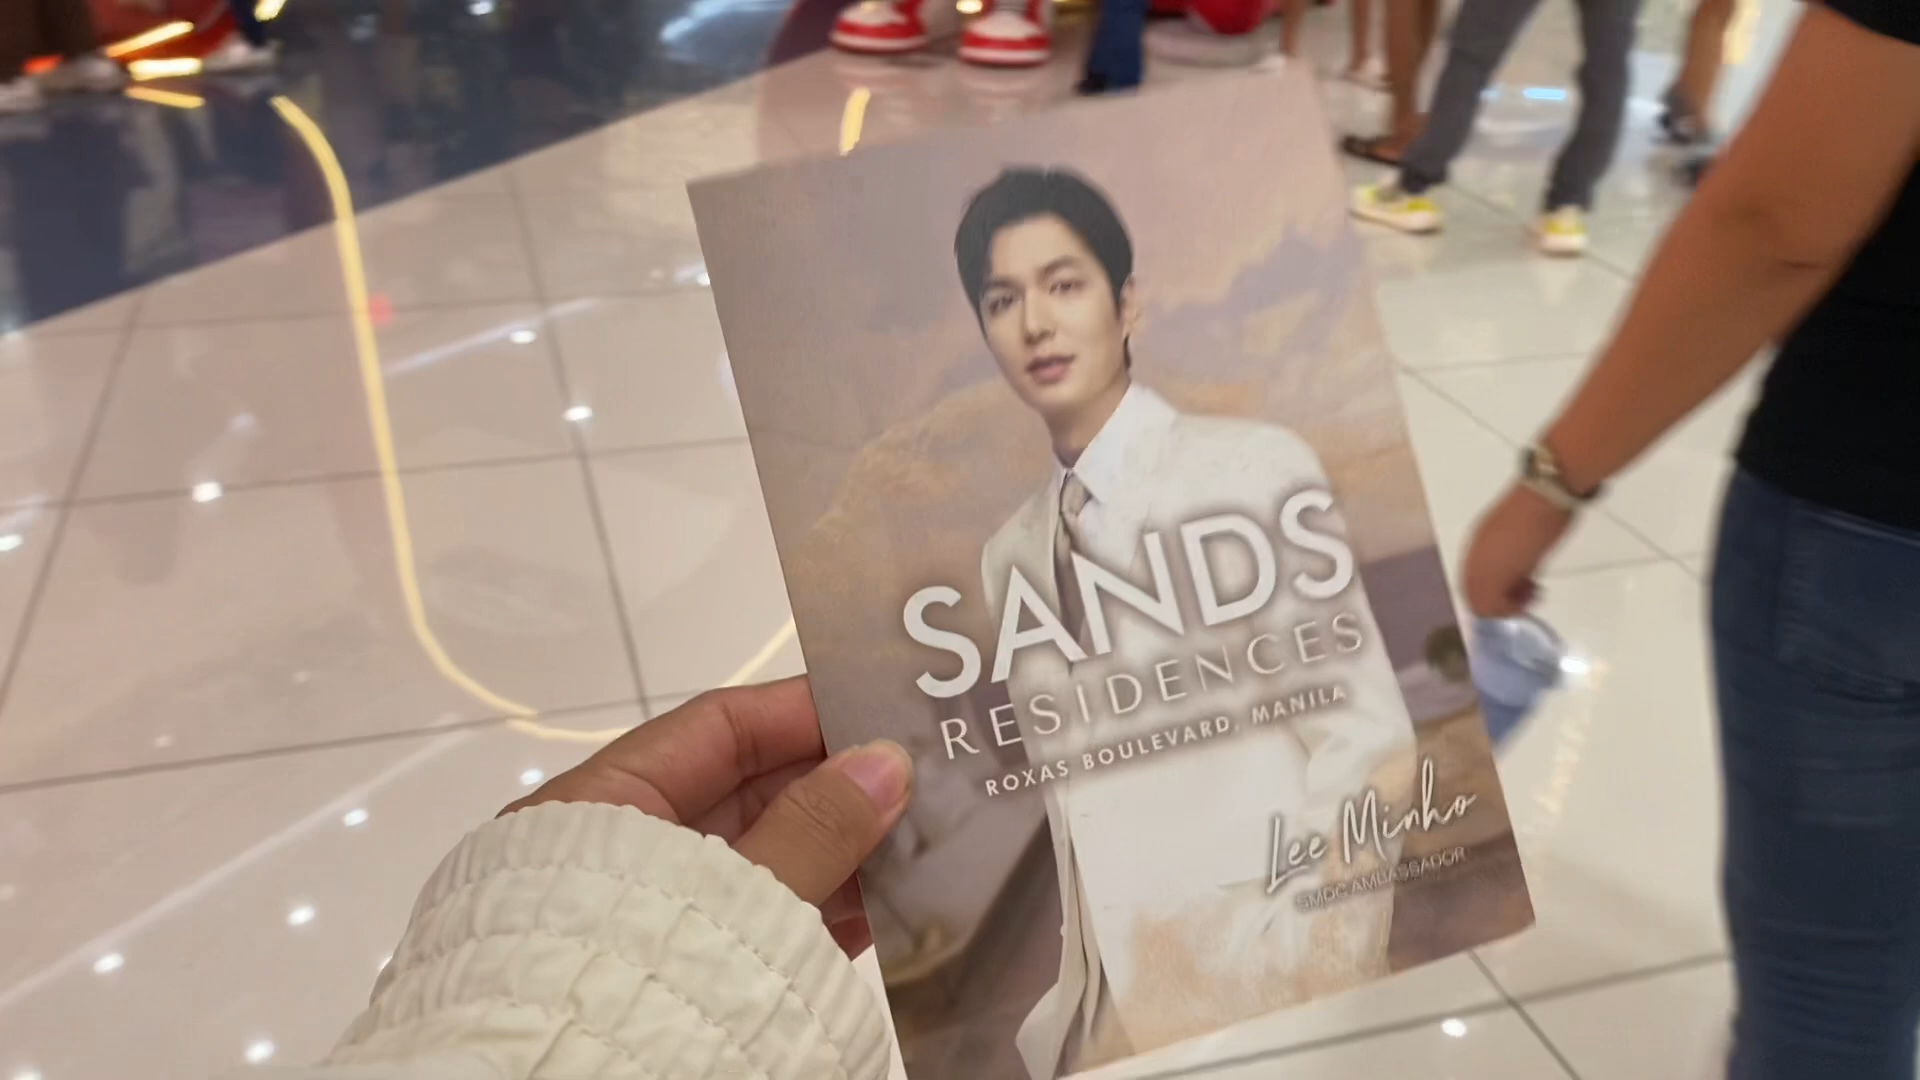 SANDS
RESIDENCES
ROXAS BOULEVARD, MANILA
Lee Minho
SMDC AMBASSADOR